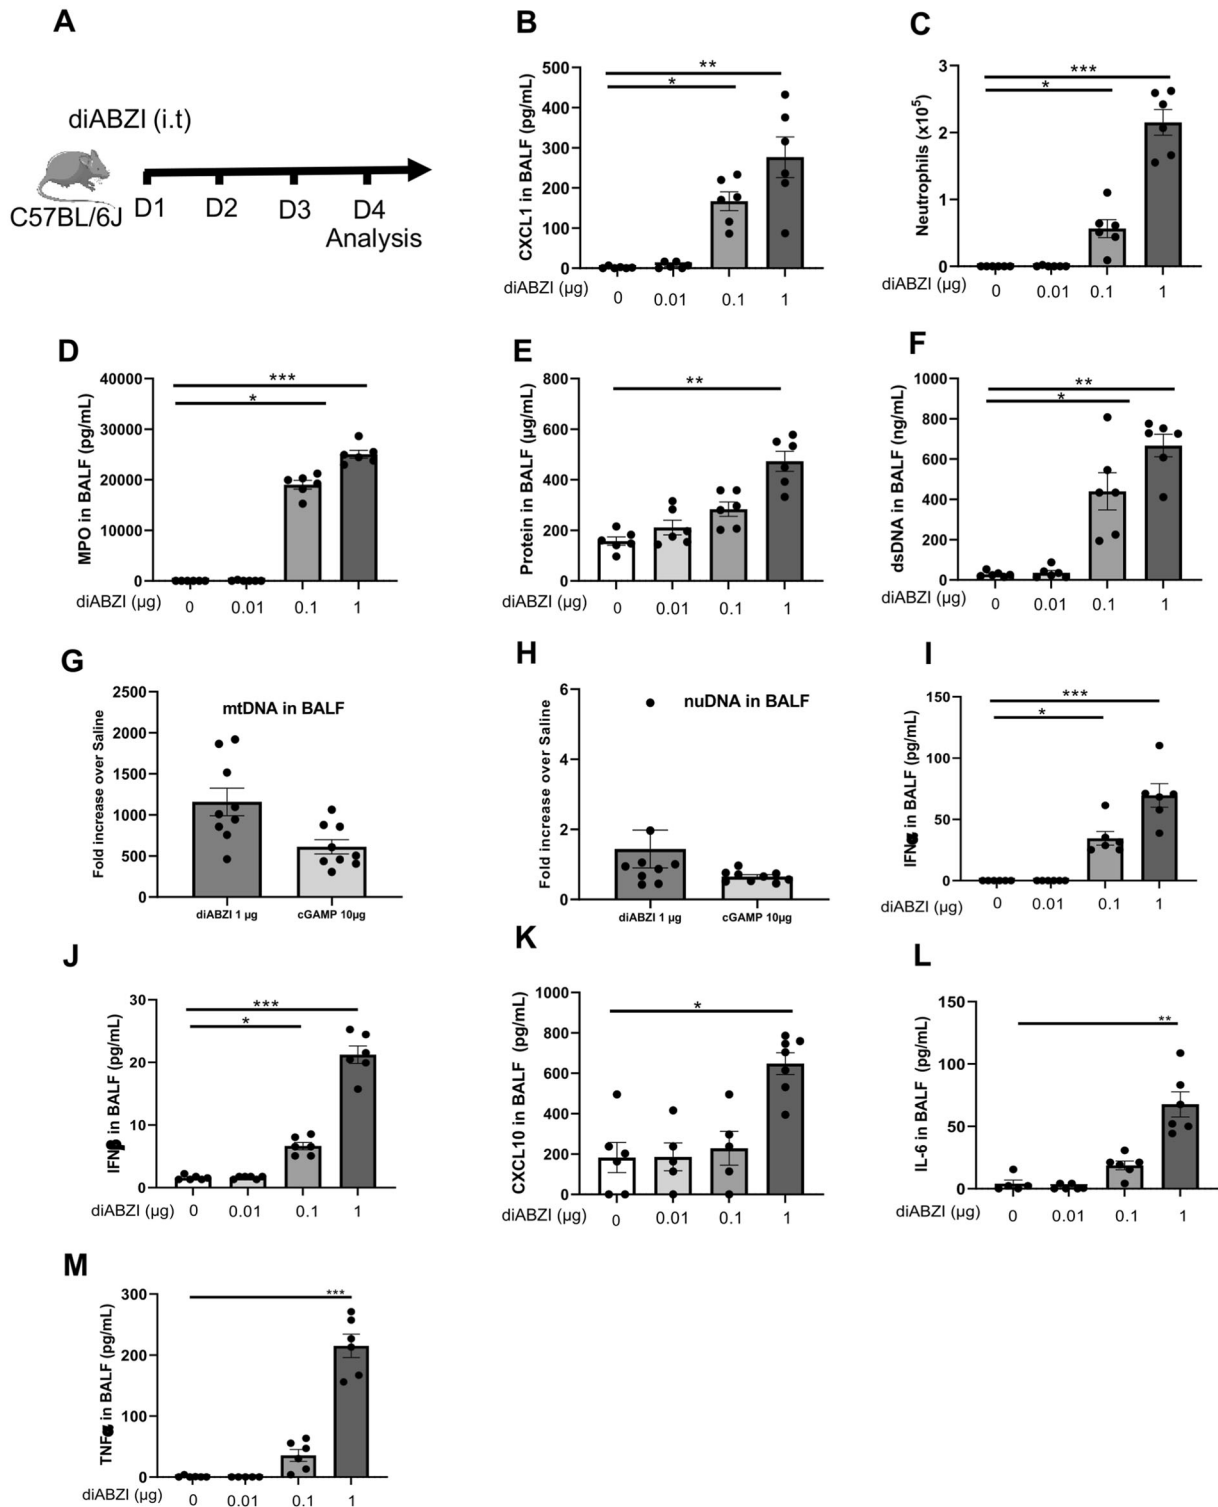 A
diABZI (i.t)
C57BL/6J
D1 D2 D3 D4
Analysis
B
CXCL1 in BALF (pg/mL)
500
400
300
200
100
0
**
*
diABZI (µg)
0 0.01 0.1 1
C
Neutrophils (x10⁵)
3
2
1
0
***
*
diABZI (µg)
0 0.01 0.1 1
D
MPO in BALF (pg/mL)
40000
30000
20000
10000
0
***
*
diABZI (µg)
0 0.01 0.1 1
E
Protein in BALF (µg/mL)
800
600
400
200
0
**
diABZI (µg)
0 0.01 0.1 1
F
dsDNA in BALF (ng/mL)
1000
800
600
400
200
0
**
*
diABZI (µg)
0 0.01 0.1 1
G
Fold increase over Saline
2500
2000
1500
1000
500
0
mtDNA in BALF
diABZI 1 µg cGAMP 10µg
H
Fold increase over Saline
6
4
2
0
nuDNA in BALF
diABZI 1 µg cGAMP 10µg
I
IFN in BALF (pg/mL)
150
100
50
0
***
*
diABZI (µg)
0 0.01 0.1 1
J
IFN in BALF (pg/mL)
30
20
10
0
***
*
diABZI (µg)
0 0.01 0.1 1
K
CXCL10 in BALF (pg/mL)
1000
800
600
400
200
0
*
diABZI (µg)
0 0.01 0.1 1
L
IL-6 in BALF (pg/mL)
150
100
50
0
**
diABZI (µg)
0 0.01 0.1 1
M
TNF in BALF (pg/mL)
300
200
100
0
***
diABZI (µg)
0 0.01 0.1 1